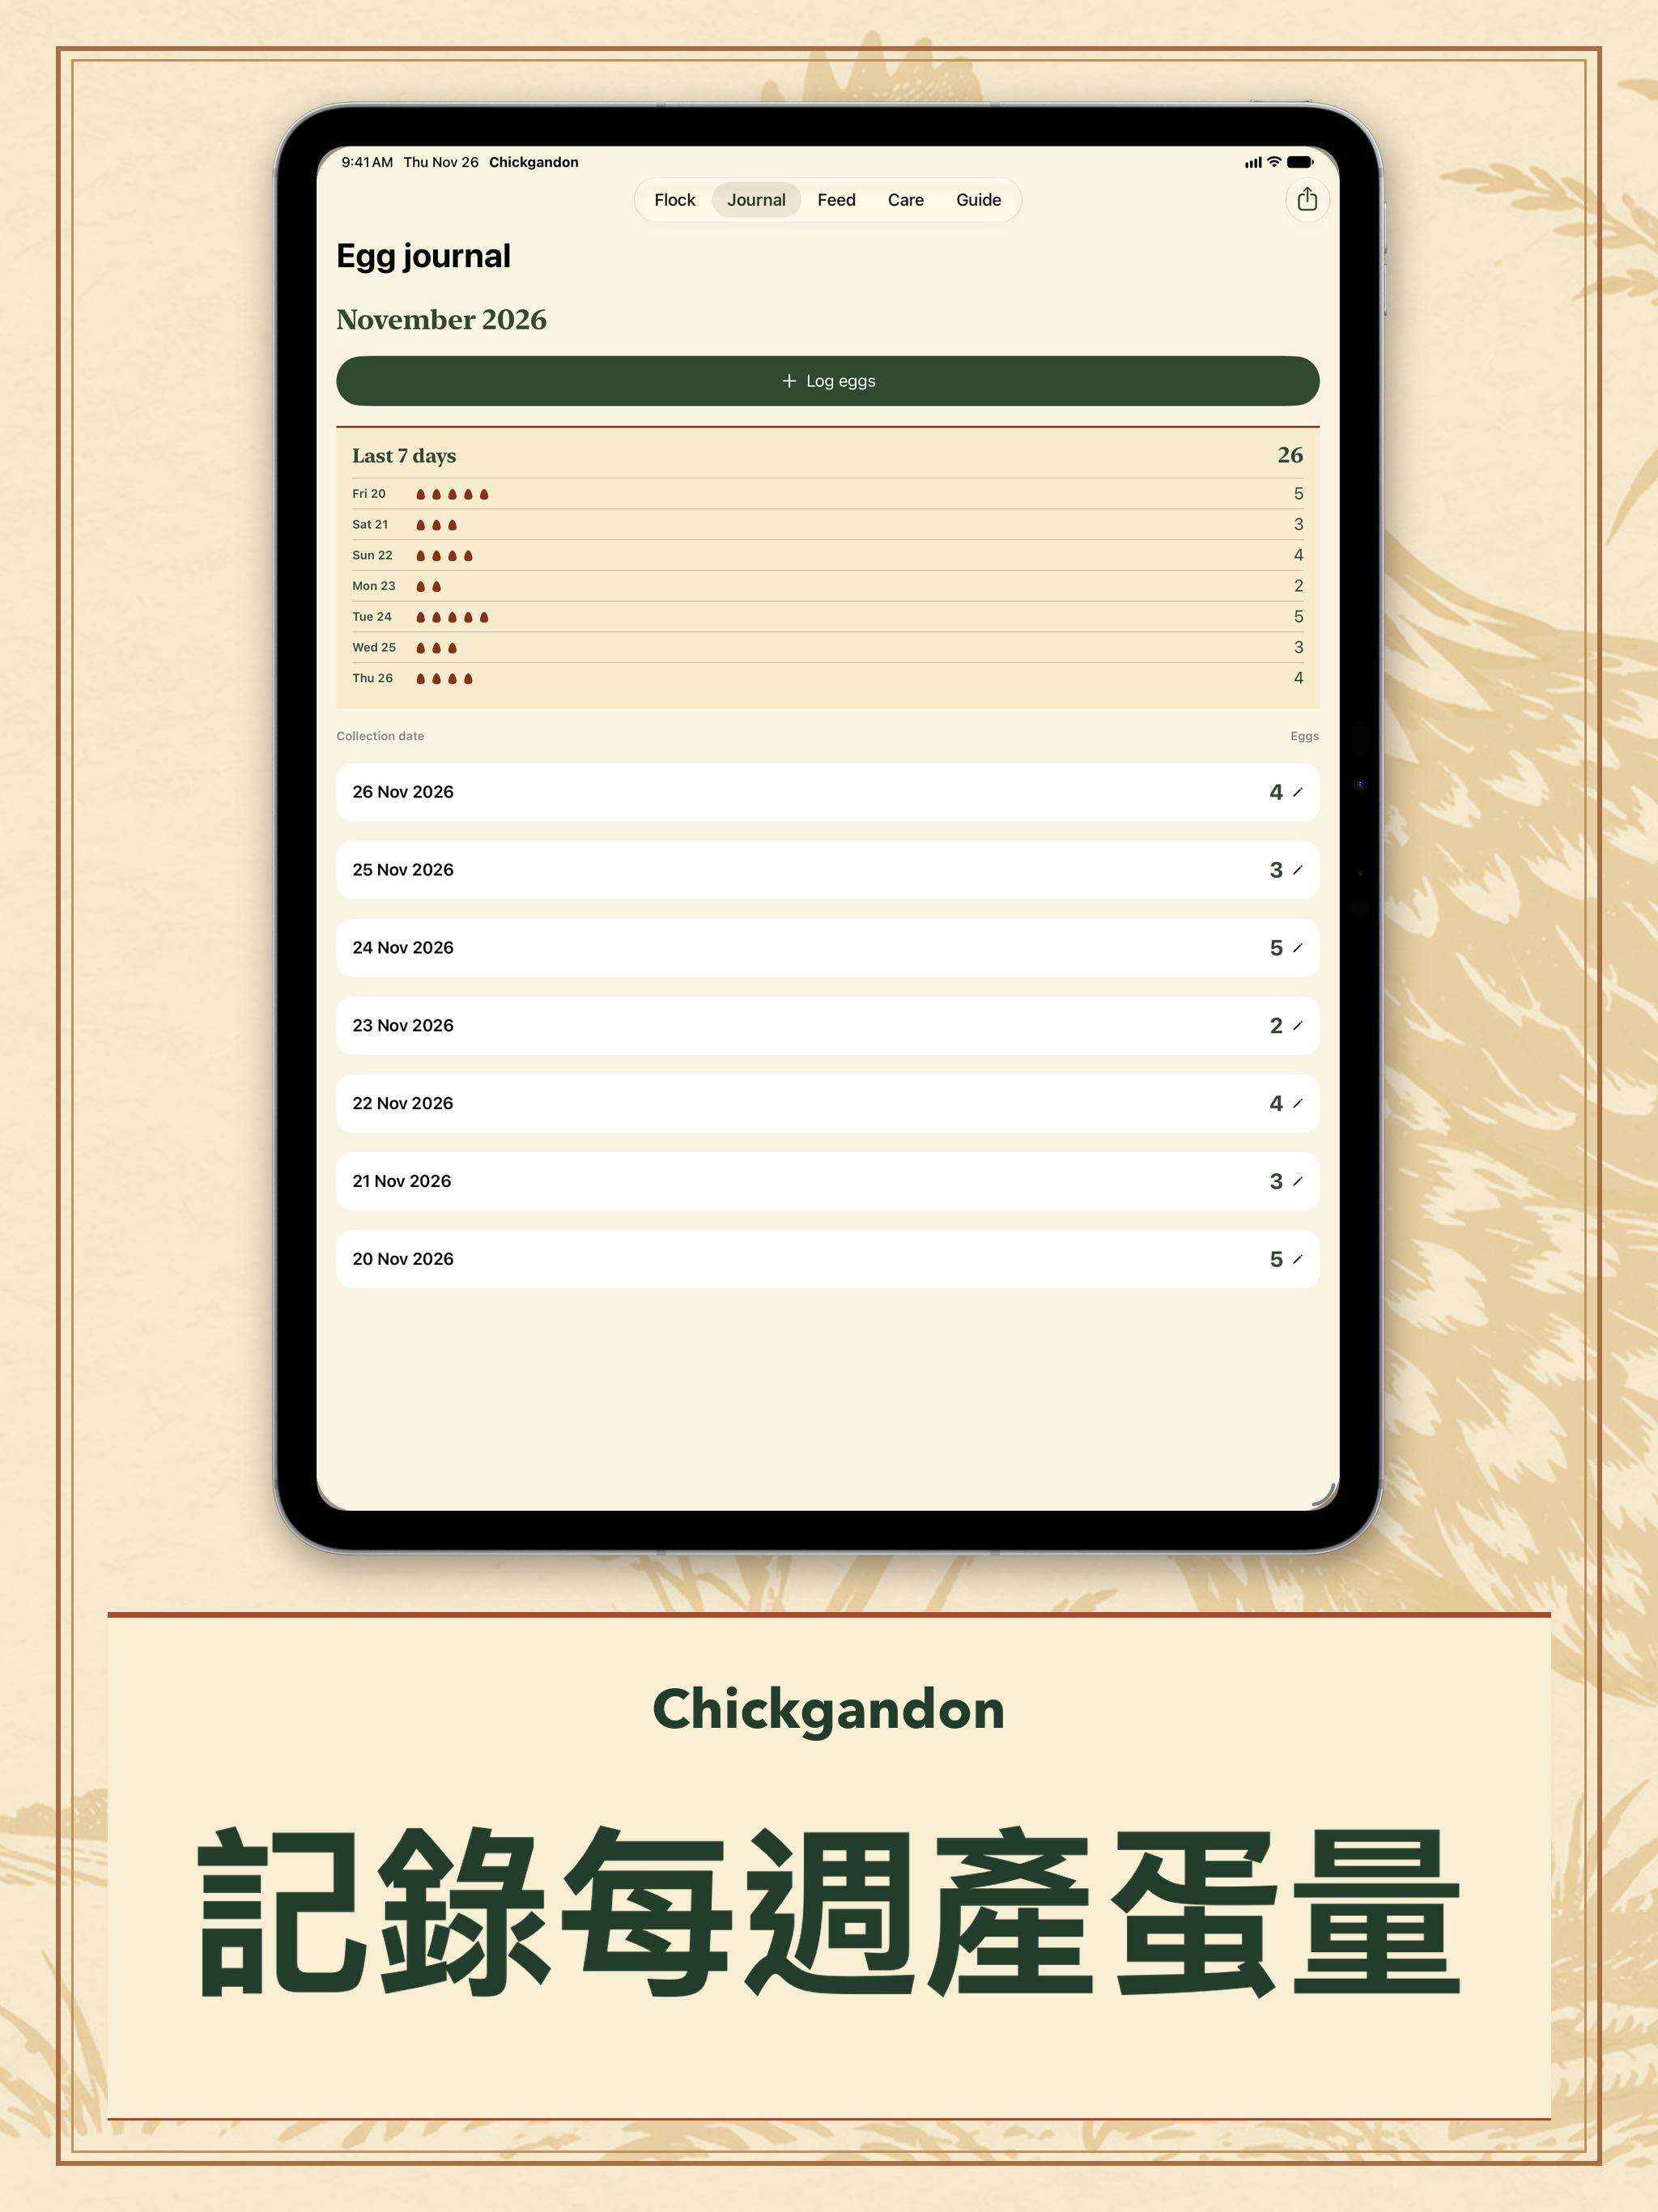 9:41 AM Thu Nov 26 Chickgandon
Flock Journal Feed Care Guide
Egg journal
November 2026
+ Log eggs
Last 7 days 26
Fri 20 5
Sat 21 3
Sun 22 4
Mon 23 2
Tue 24 5
Wed 25 3
Thu 26 4
Collection date Eggs
26 Nov 2026 4
25 Nov 2026 3
24 Nov 2026 5
23 Nov 2026 2
22 Nov 2026 4
21 Nov 2026 3
20 Nov 2026 5
Chickgandon
記錄每週產蛋量